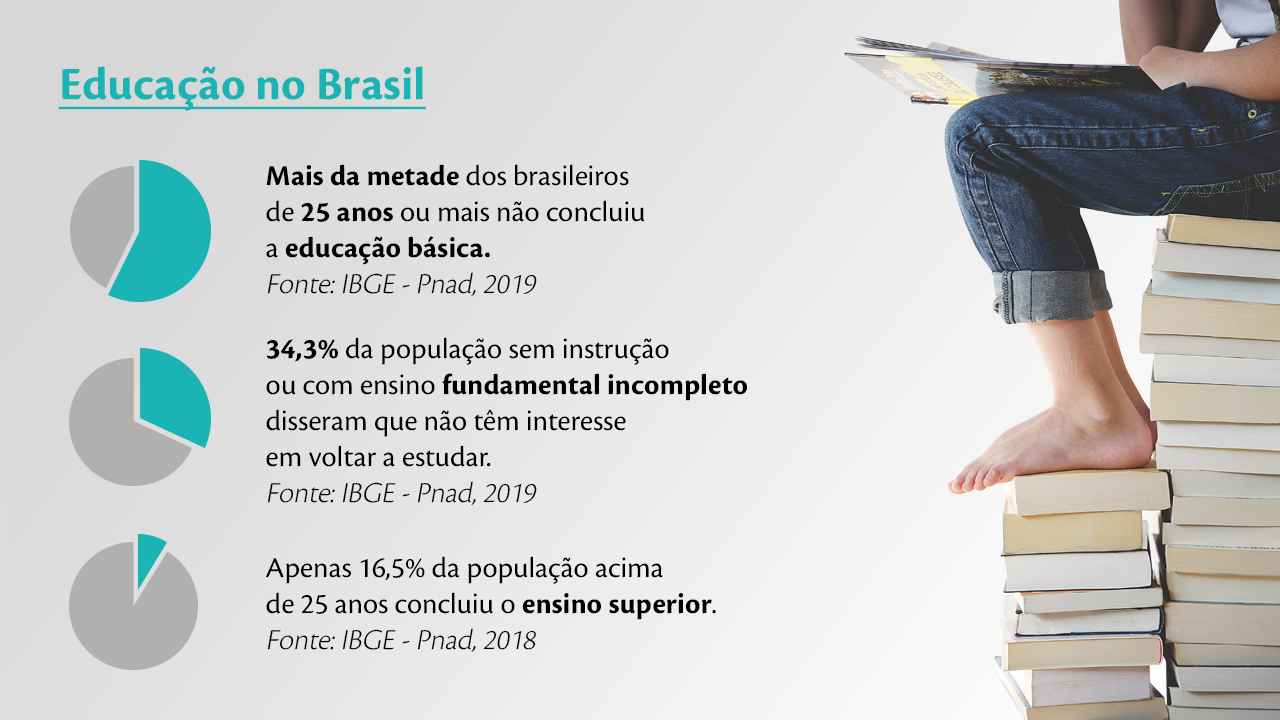 Educação no Brasil
Mais da metade dos brasileiros
de 25 anos ou mais não concluiu
a educação básica.
Fonte: IBGE - Pnad, 2019
34,3% da população sem instrução
ou com ensino fundamental incompleto
disseram que não têm interesse
em voltar a estudar.
Fonte: IBGE - Pnad, 2019
Apenas 16,5% da população acima
de 25 anos concluiu o ensino superior.
Fonte: IBGE - Pnad, 2018